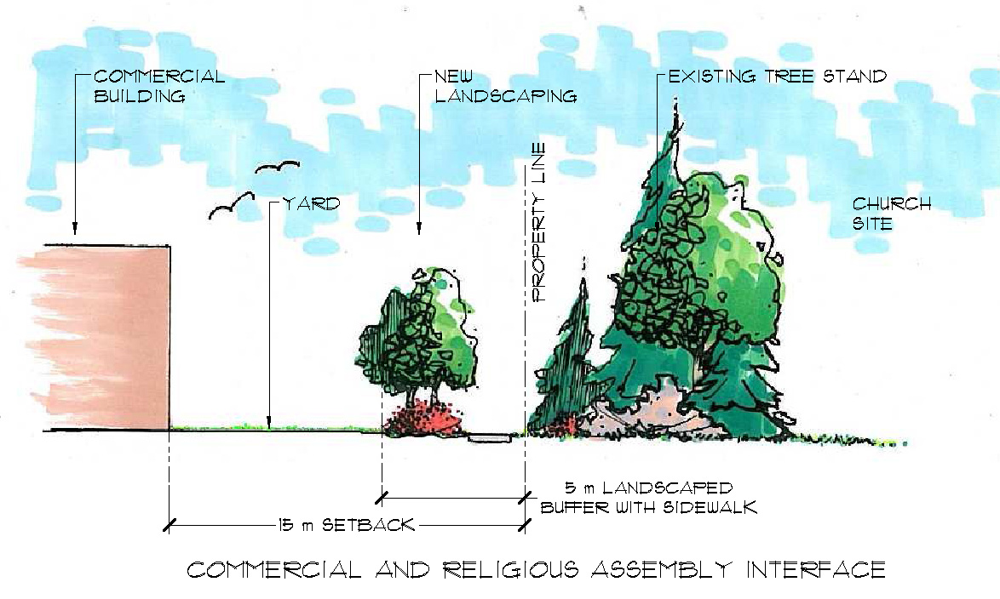 COMMERCIAL
BUILDING
NEW
LANDSCAPING
EXISTING TREE STAND
PROPERTY LINE
YARD
CHURCH
SITE
5 m LANDSCAPED
BUFFER WITH SIDEWALK
15 m SETBACK
COMMERCIAL AND RELIGIOUS ASSEMBLY INTERFACE